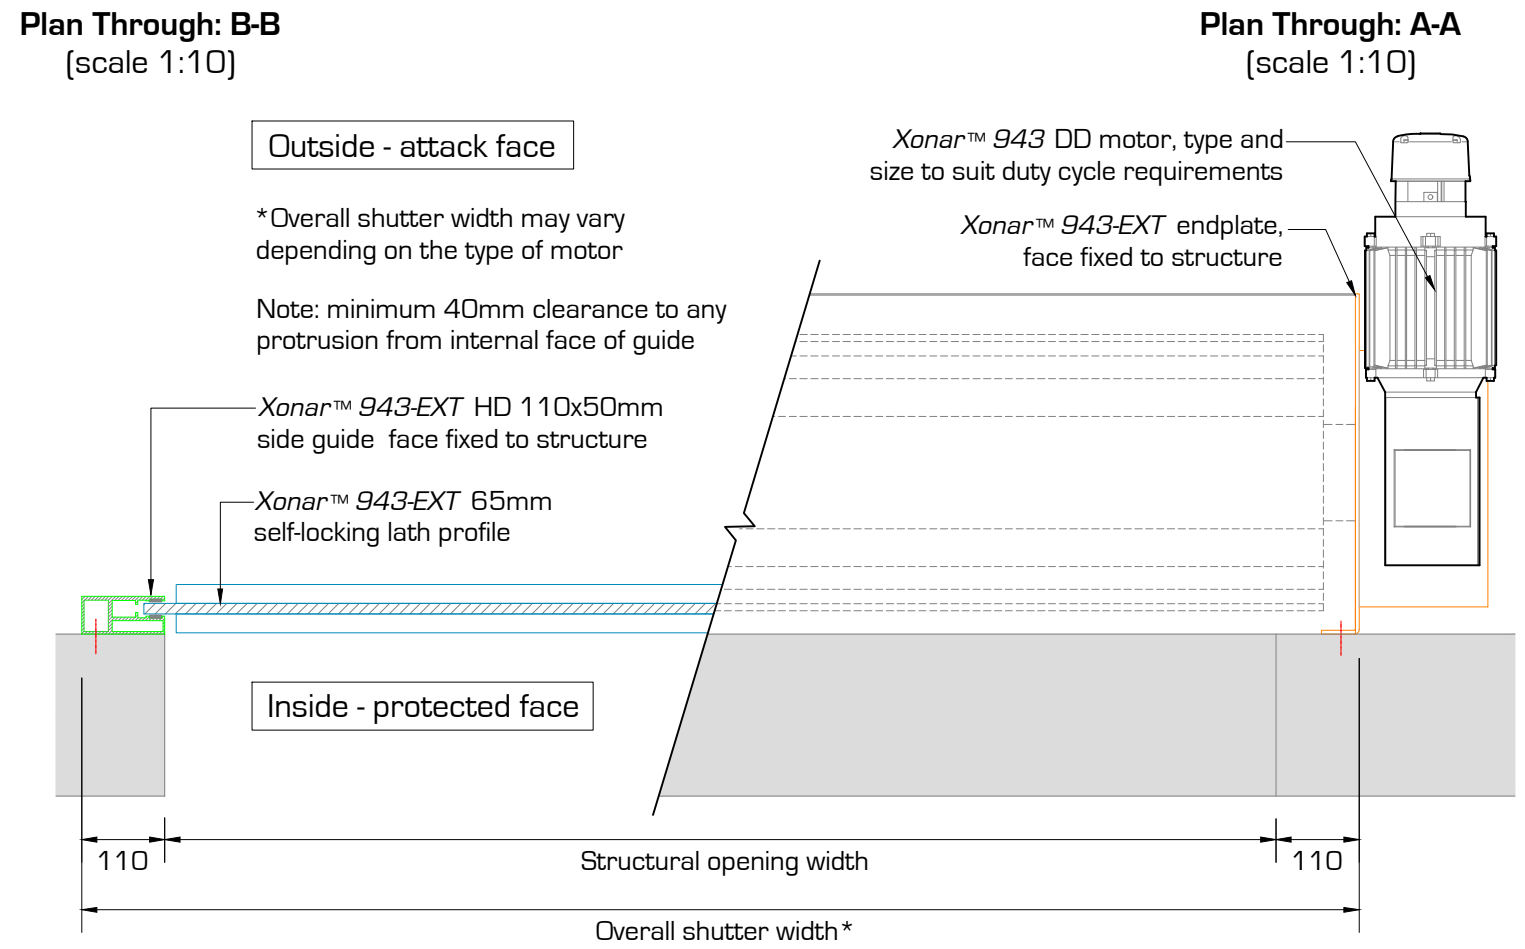 Plan Through: B-B
(scale 1:10)
Plan Through: A-A
(scale 1:10)
Outside - attack face
*Overall shutter width may vary
depending on the type of motor
Note: minimum 40mm clearance to any
protrusion from internal face of guide
Xonar™ 943-EXT HD 110x50mm
side guide face fixed to structure
Xonar™ 943-EXT 65mm
self-locking lath profile
Xonar™ 943 DD motor, type and
size to suit duty cycle requirements
Xonar™ 943-EXT endplate,
face fixed to structure
Inside - protected face
110
Structural opening width
110
Overall shutter width*